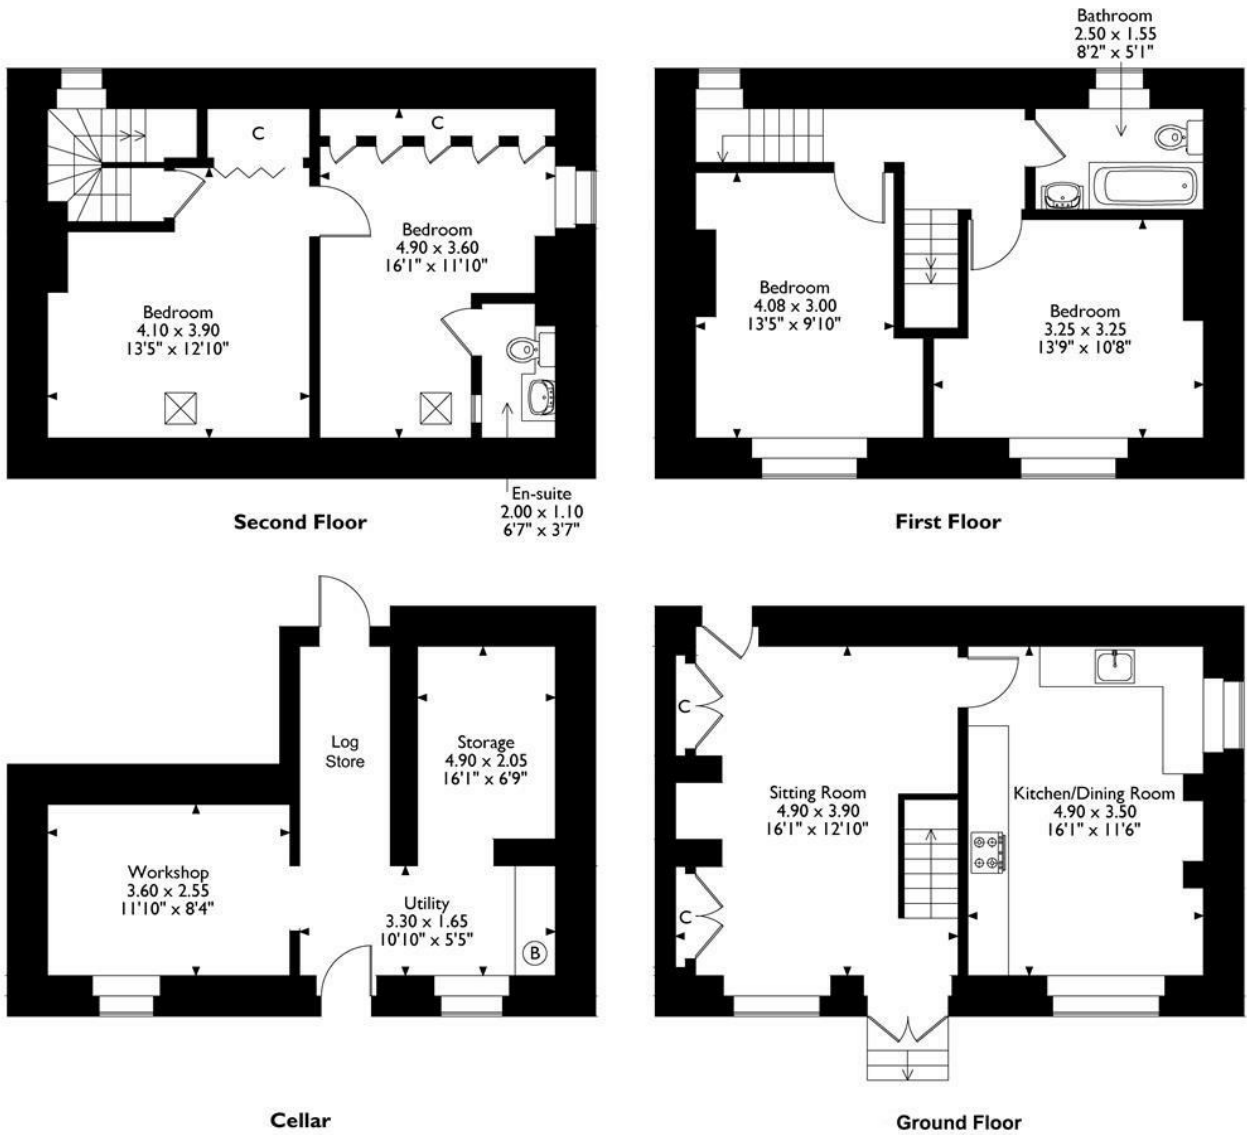 Bathroom
2.50 x 1.55
8'2" x 5'1"
C
C
Bedroom
4.90 x 3.60
16'1" x 11'10"
Bedroom
4.10 x 3.90
13'5" x 12'10"
En-suite
2.00 x 1.10
6'7" x 3'7"
Second Floor
Bedroom
4.08 x 3.00
13'5" x 9'10"
Bedroom
3.25 x 3.25
13'9" x 10'8"
First Floor
Log
Store
Storage
4.90 x 2.05
16'1" x 6'9"
Workshop
3.60 x 2.55
11'10" x 8'4"
Utility
3.30 x 1.65
10'10" x 5'5"
B
Cellar
C
Sitting Room
4.90 x 3.90
16'1" x 12'10"
Kitchen/Dining Room
4.90 x 3.50
16'1" x 11'6"
C
Ground Floor